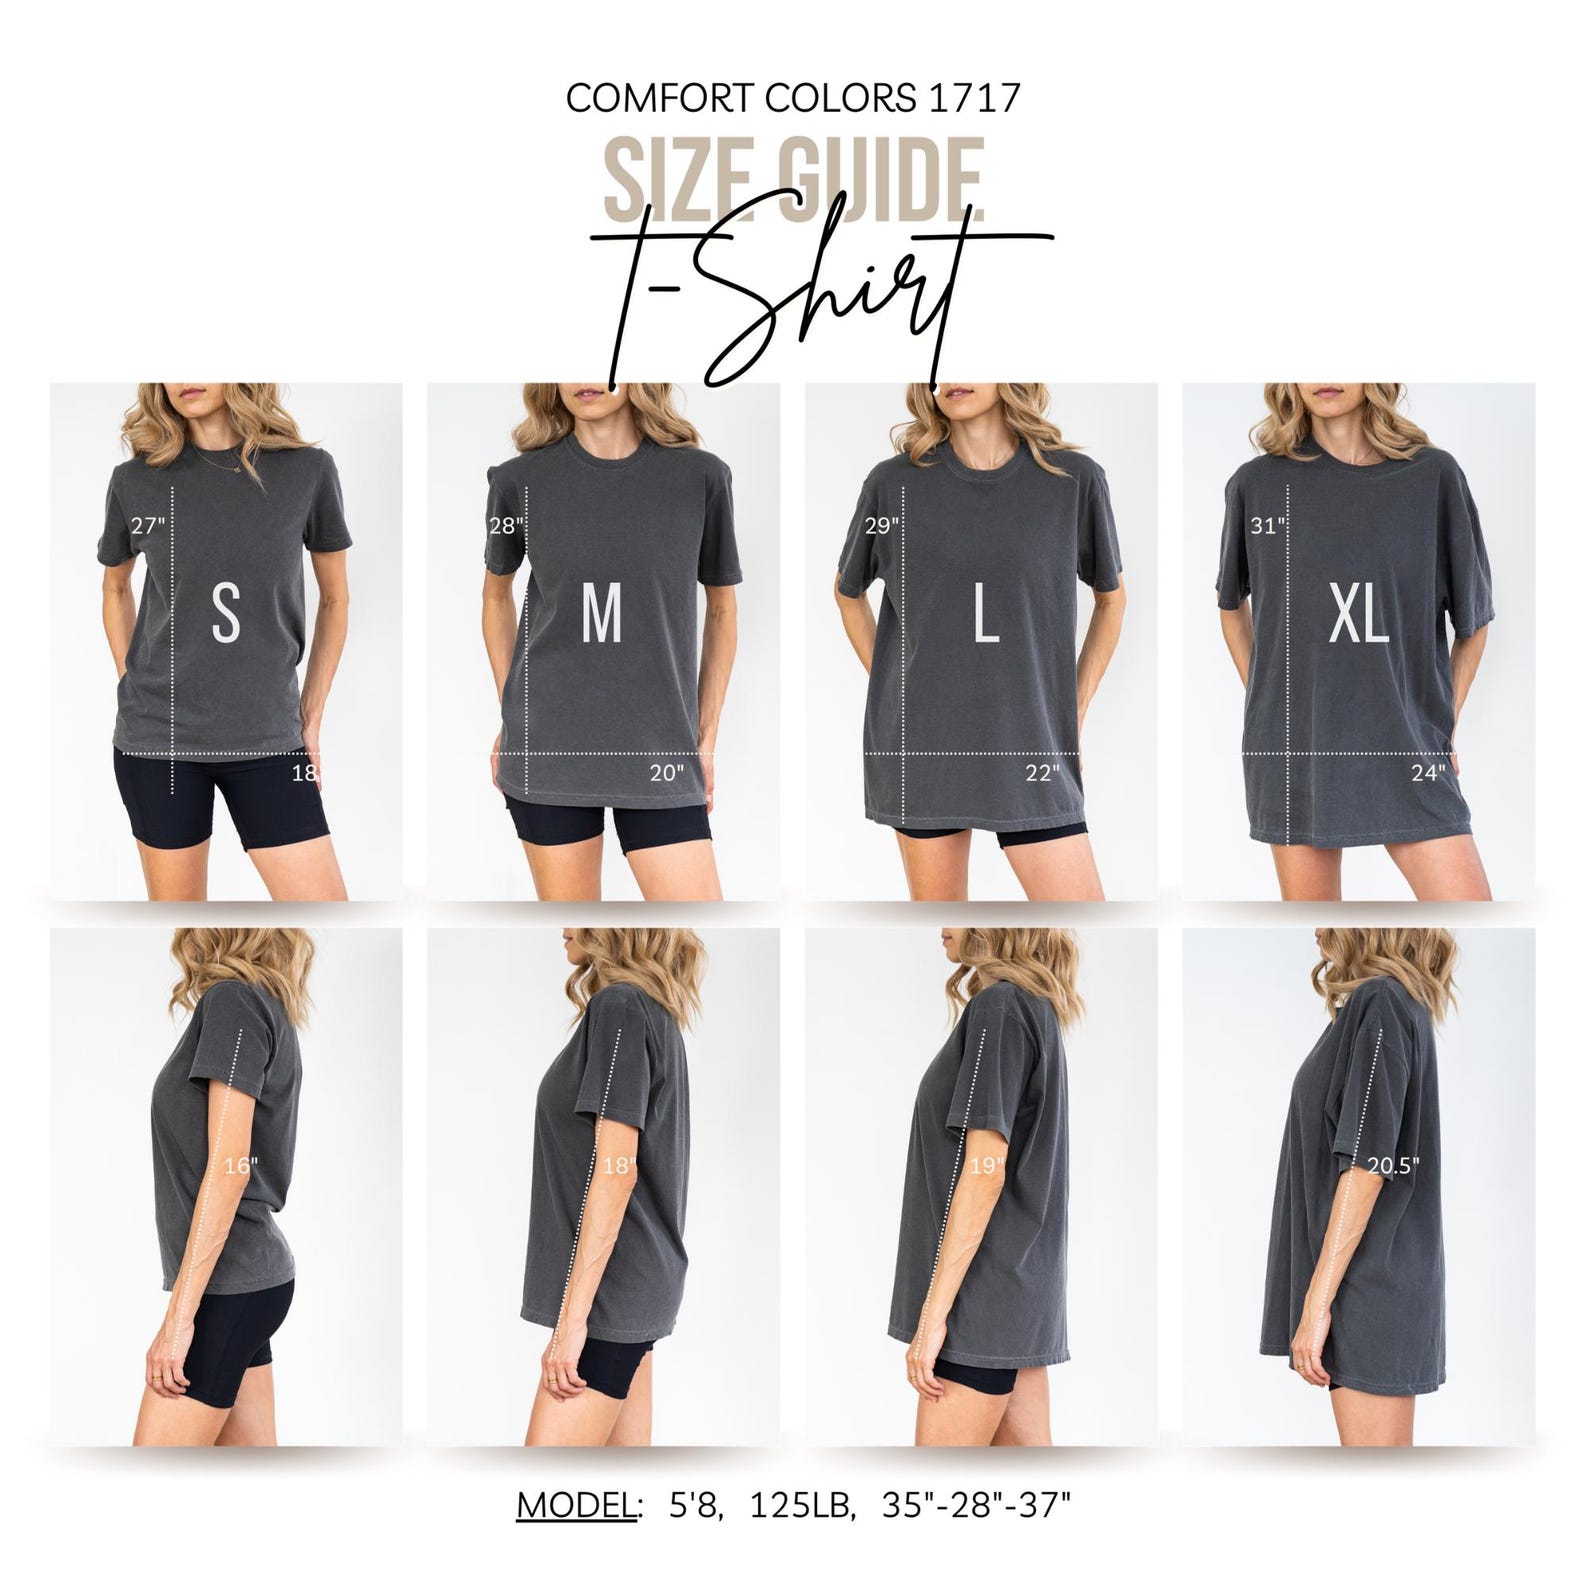 COMFORT COLORS 1717
SIZE GUIDE
T-Shirt
27"
S
18
28"
M
20"
29"
L
22"
31"
XL
24"
16"
18"
19"
20.5"
MODEL: 5'8, 125LB, 35"-28"-37"